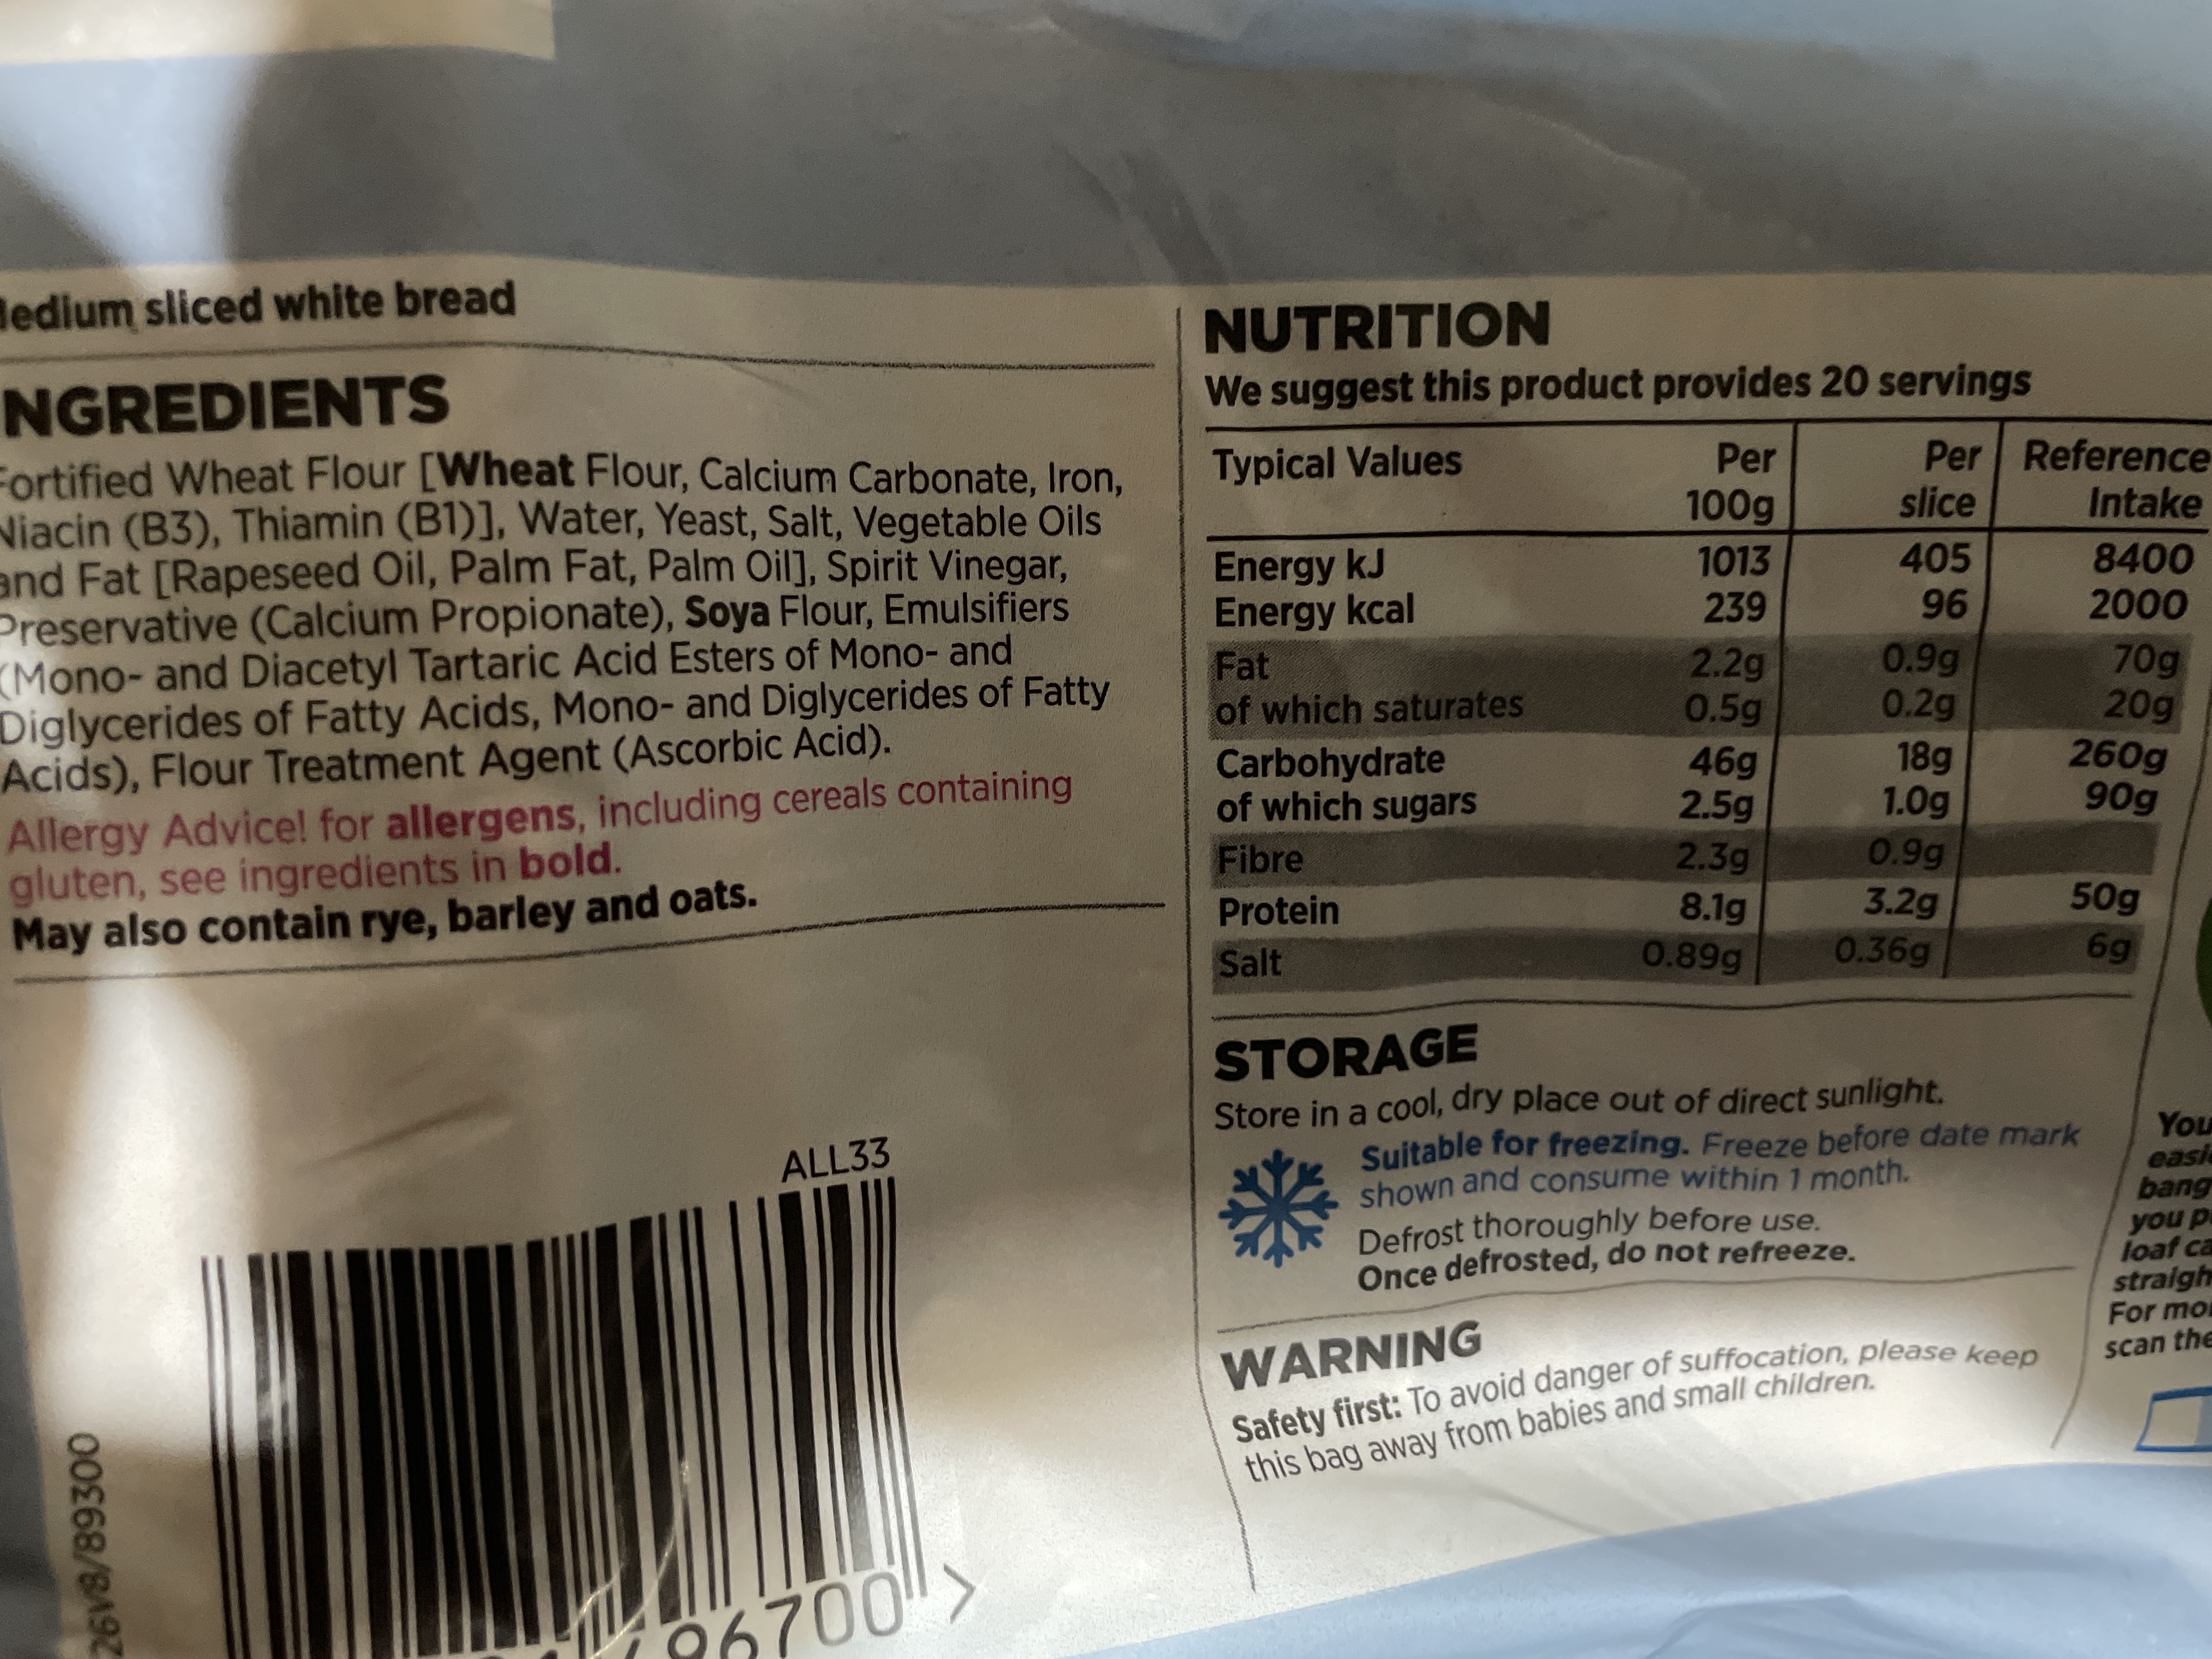 Medium sliced white bread
INGREDIENTS
Fortified Wheat Flour [Wheat Flour, Calcium Carbonate, Iron,
Niacin (B3), Thiamin (B1)], Water, Yeast, Salt, Vegetable Oils
and Fat [Rapeseed Oil, Palm Fat, Palm Oil], Spirit Vinegar,
Preservative (Calcium Propionate), Soya Flour, Emulsifiers
(Mono- and Diacetyl Tartaric Acid Esters of Mono- and
Diglycerides of Fatty Acids, Mono- and Diglycerides of Fatty
Acids), Flour Treatment Agent (Ascorbic Acid).
Allergy Advice! for allergens, including cereals containing
gluten, see ingredients in bold.
May also contain rye, barley and oats.
ALL33
96700 >
26v8/89300
NUTRITION
We suggest this product provides 20 servings
Typical Values Per 100g Per slice Reference Intake
Energy kJ 1013 405 8400
Energy kcal 239 96 2000
Fat 2.2g 0.9g 70g
of which saturates 0.5g 0.2g 20g
Carbohydrate 46g 18g 260g
of which sugars 2.5g 1.0g 90g
Fibre 2.3g 0.9g
Protein 8.1g 3.2g 50g
Salt 0.89g 0.36g 6g
STORAGE
Store in a cool, dry place out of direct sunlight.
Suitable for freezing. Freeze before date mark
shown and consume within 1 month.
Defrost thoroughly before use.
Once defrosted, do not refreeze.
WARNING
Safety first: To avoid danger of suffocation, please keep
this bag away from babies and small children.
You
bang
you
loaf
For
scan the